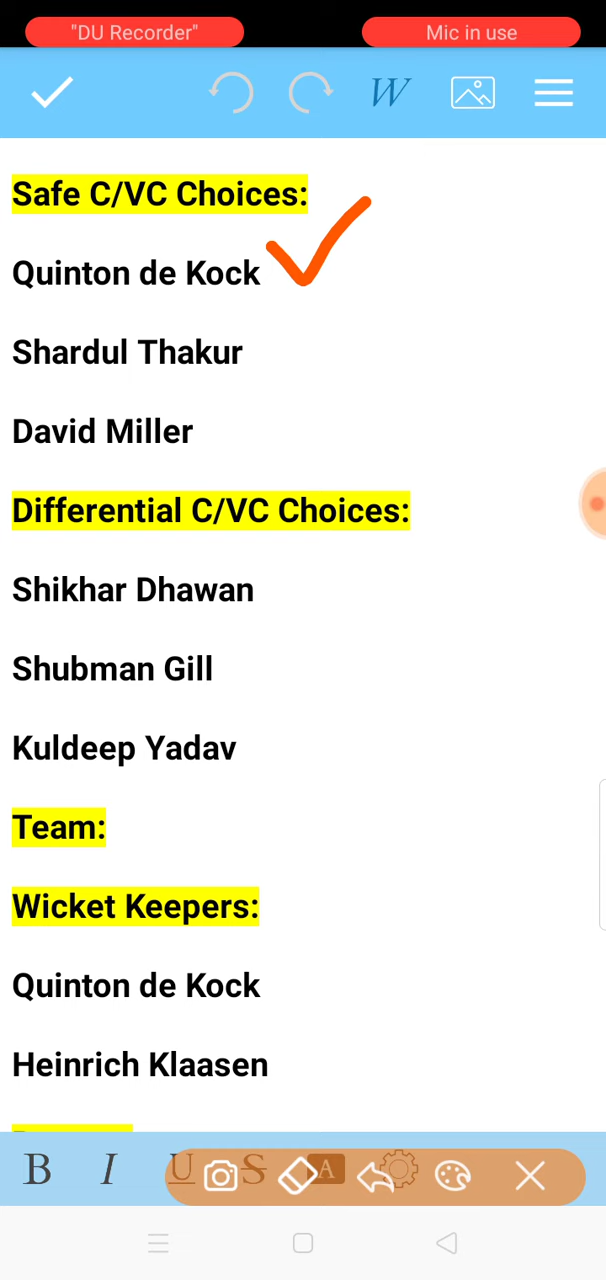 "DU Recorder"
Mic in use
W
Safe C/VC Choices:
Quinton de Kock
Shardul Thakur
David Miller
Differential C/VC Choices:
Shikhar Dhawan
Shubman Gill
Kuldeep Yadav
Team:
Wicket Keepers:
Quinton de Kock
Heinrich Klaasen
B I U S A